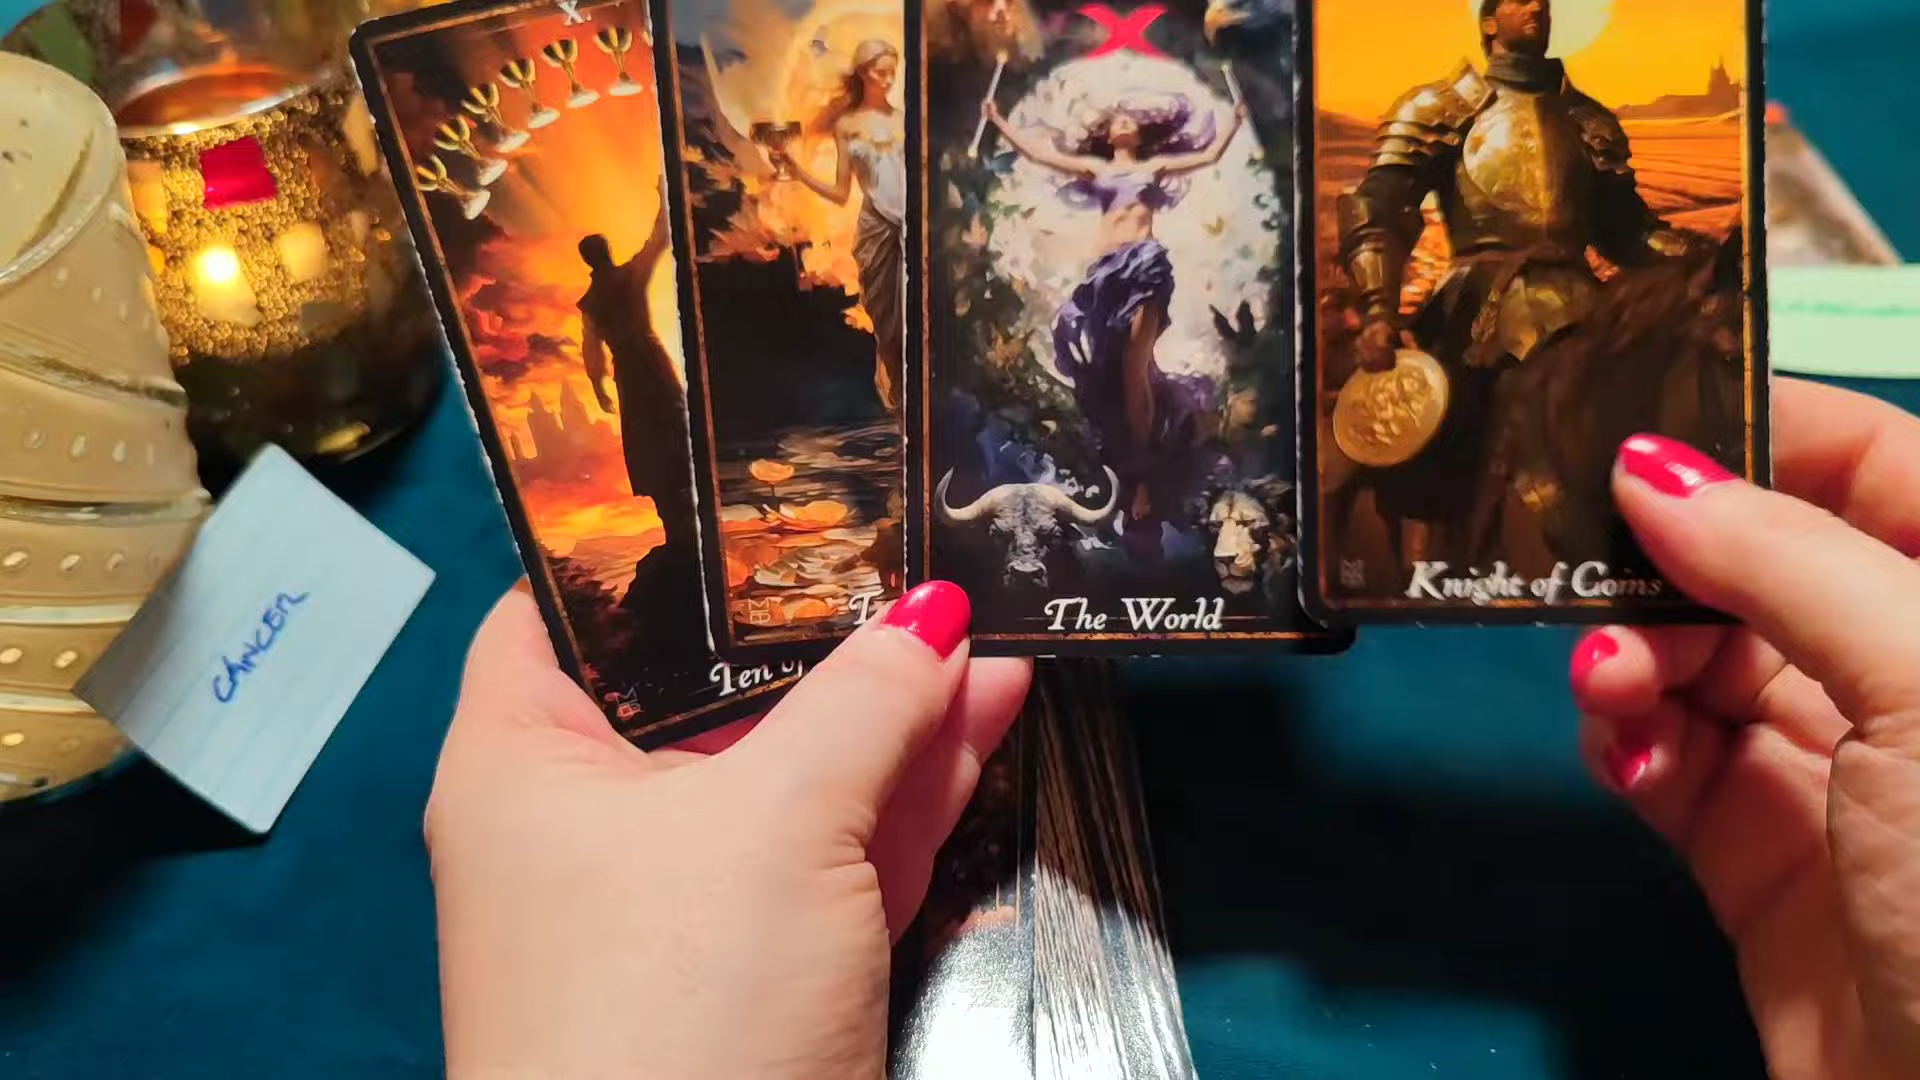 X
CANCER
Ten of
The World
Knight of Coins